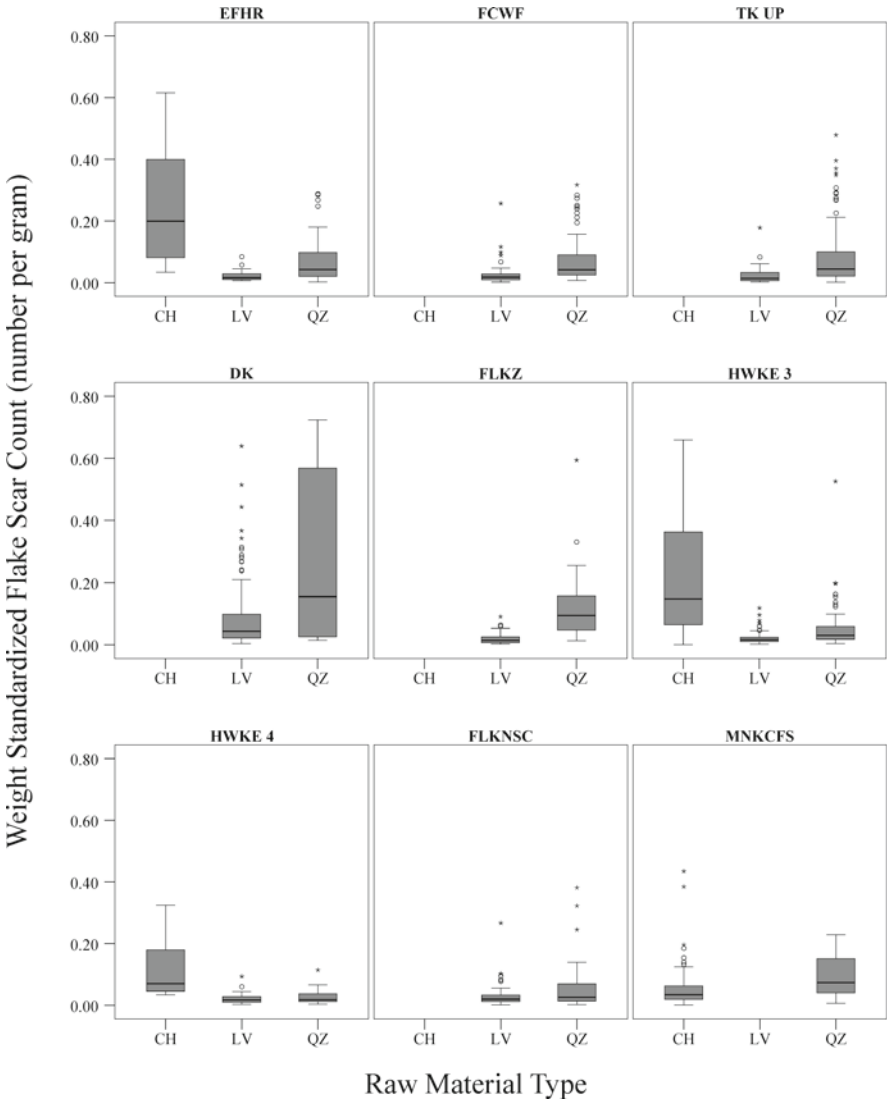 Weight Standardized Flake Scar Count (number per gram)
EFHR FCWF TK UP
0.80
0.60
0.40
0.20
0.00
CH LV QZ CH LV QZ CH LV QZ
DK FLKZ HWKE 3
0.80
0.60
0.40
0.20
0.00
CH LV QZ CH LV QZ CH LV QZ
HWKE 4 FLKNSC MNKCFS
0.80
0.60
0.40
0.20
0.00
CH LV QZ CH LV QZ CH LV QZ
Raw Material Type